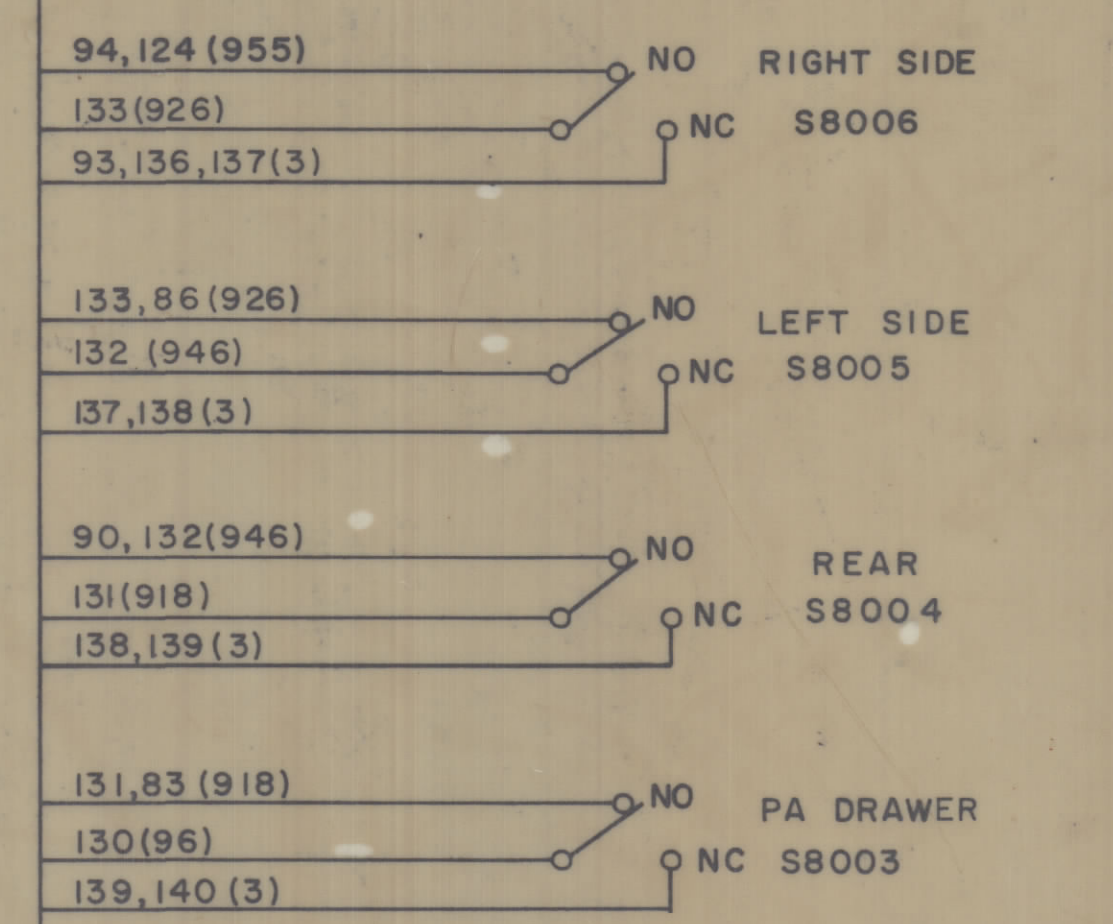 94,124 (955) NO RIGHT SIDE
133(926) NC S8006
93,136,137(3)
133,86(926) NO LEFT SIDE
132 (946) NC S8005
137,138(3)
90,132(946) NO REAR
131(918) NC S8004
138,139(3)
131,83 (918) NO PA DRAWER
130(96) NC S8003
139,140 (3)